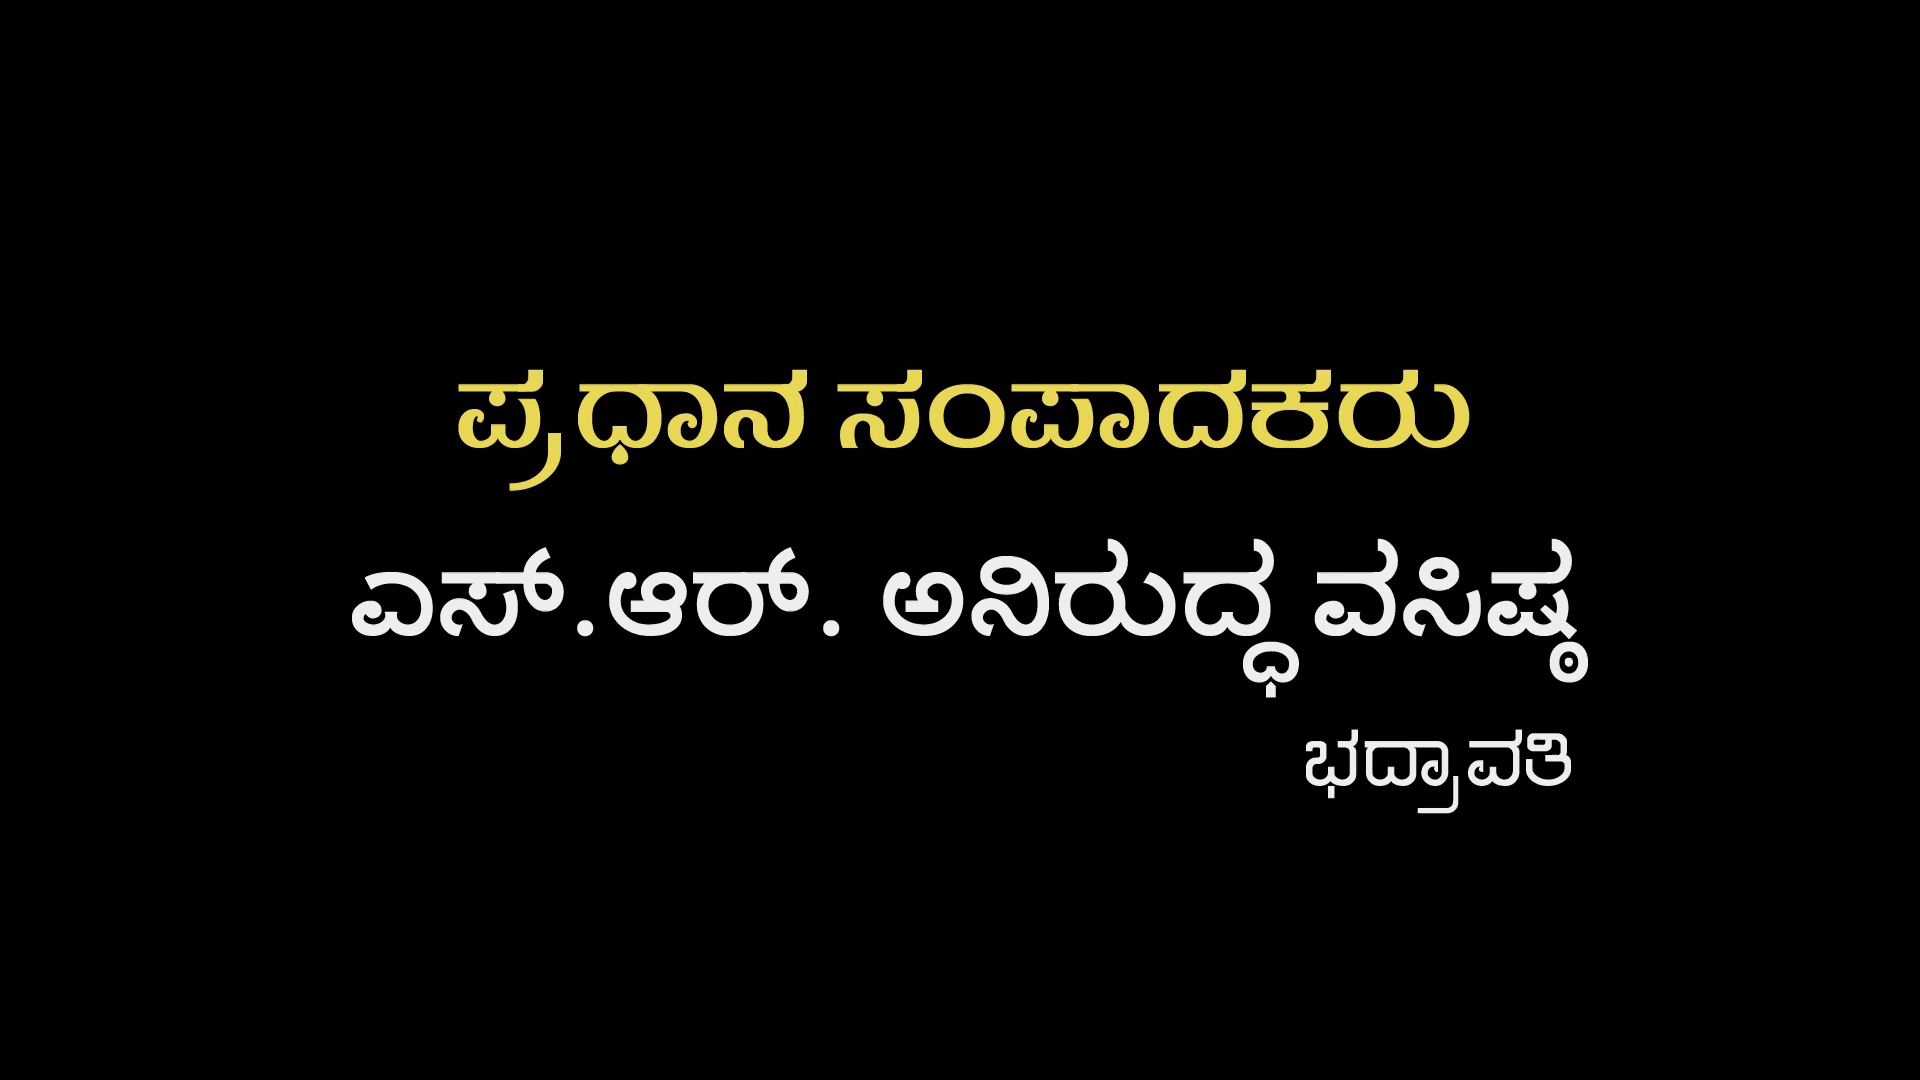 ಪ್ರಧಾನ ಸಂಪಾದಕರು
ಎಸ್.ಆರ್. ಅನಿರುದ್ಧ ವಸಿಷ್ಠ
ಭದ್ರಾವತಿ